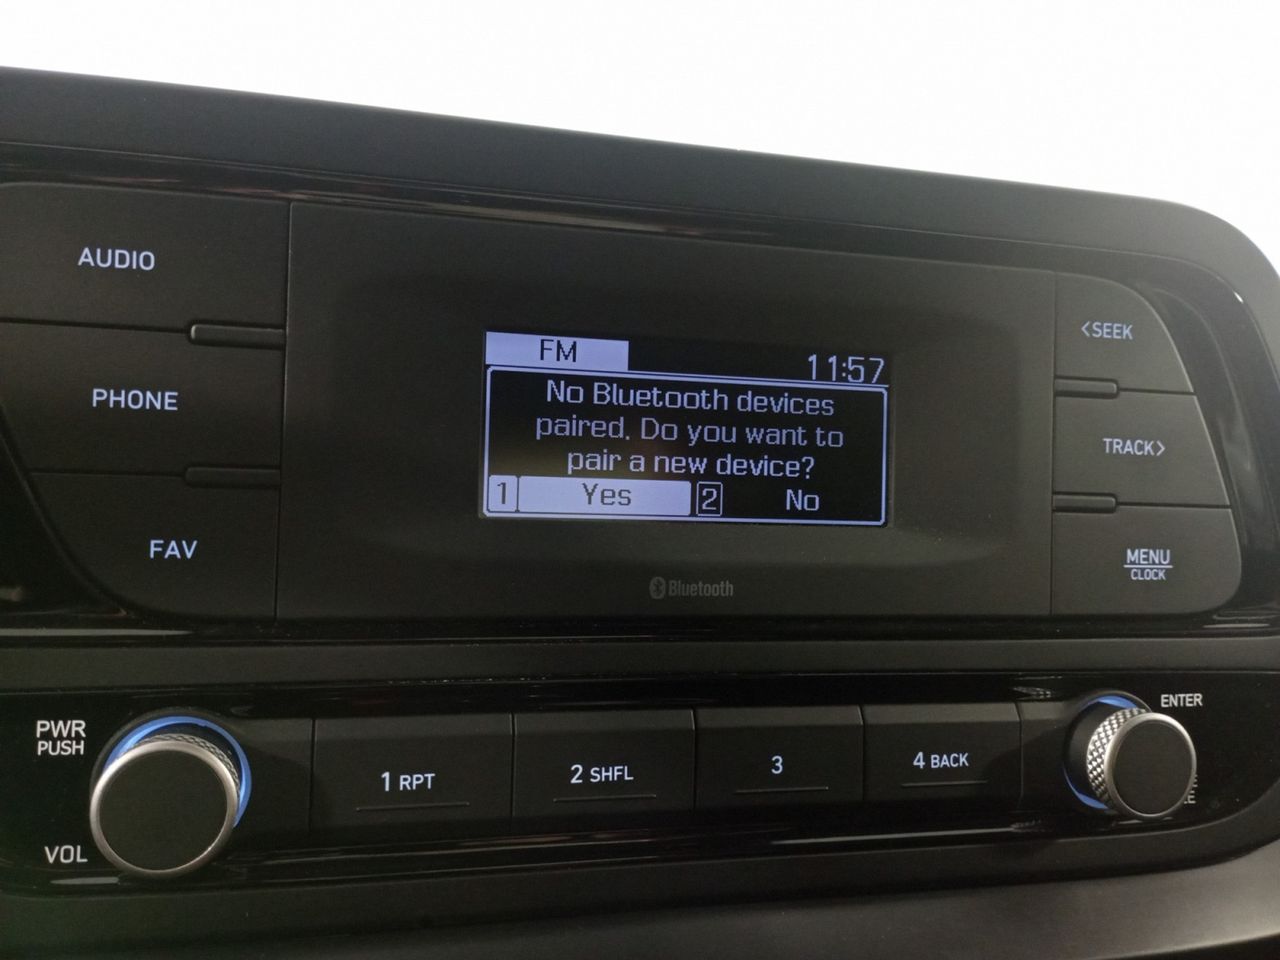 AUDIO
PHONE
FAV
FM
11:57
No Bluetooth devices
paired. Do you want to
pair a new device?
1 Yes 2 No
Bluetooth
<SEEK
TRACK>
MENU
CLOCK
PWR
PUSH
VOL
1 RPT
2 SHFL
3
4 BACK
ENTER